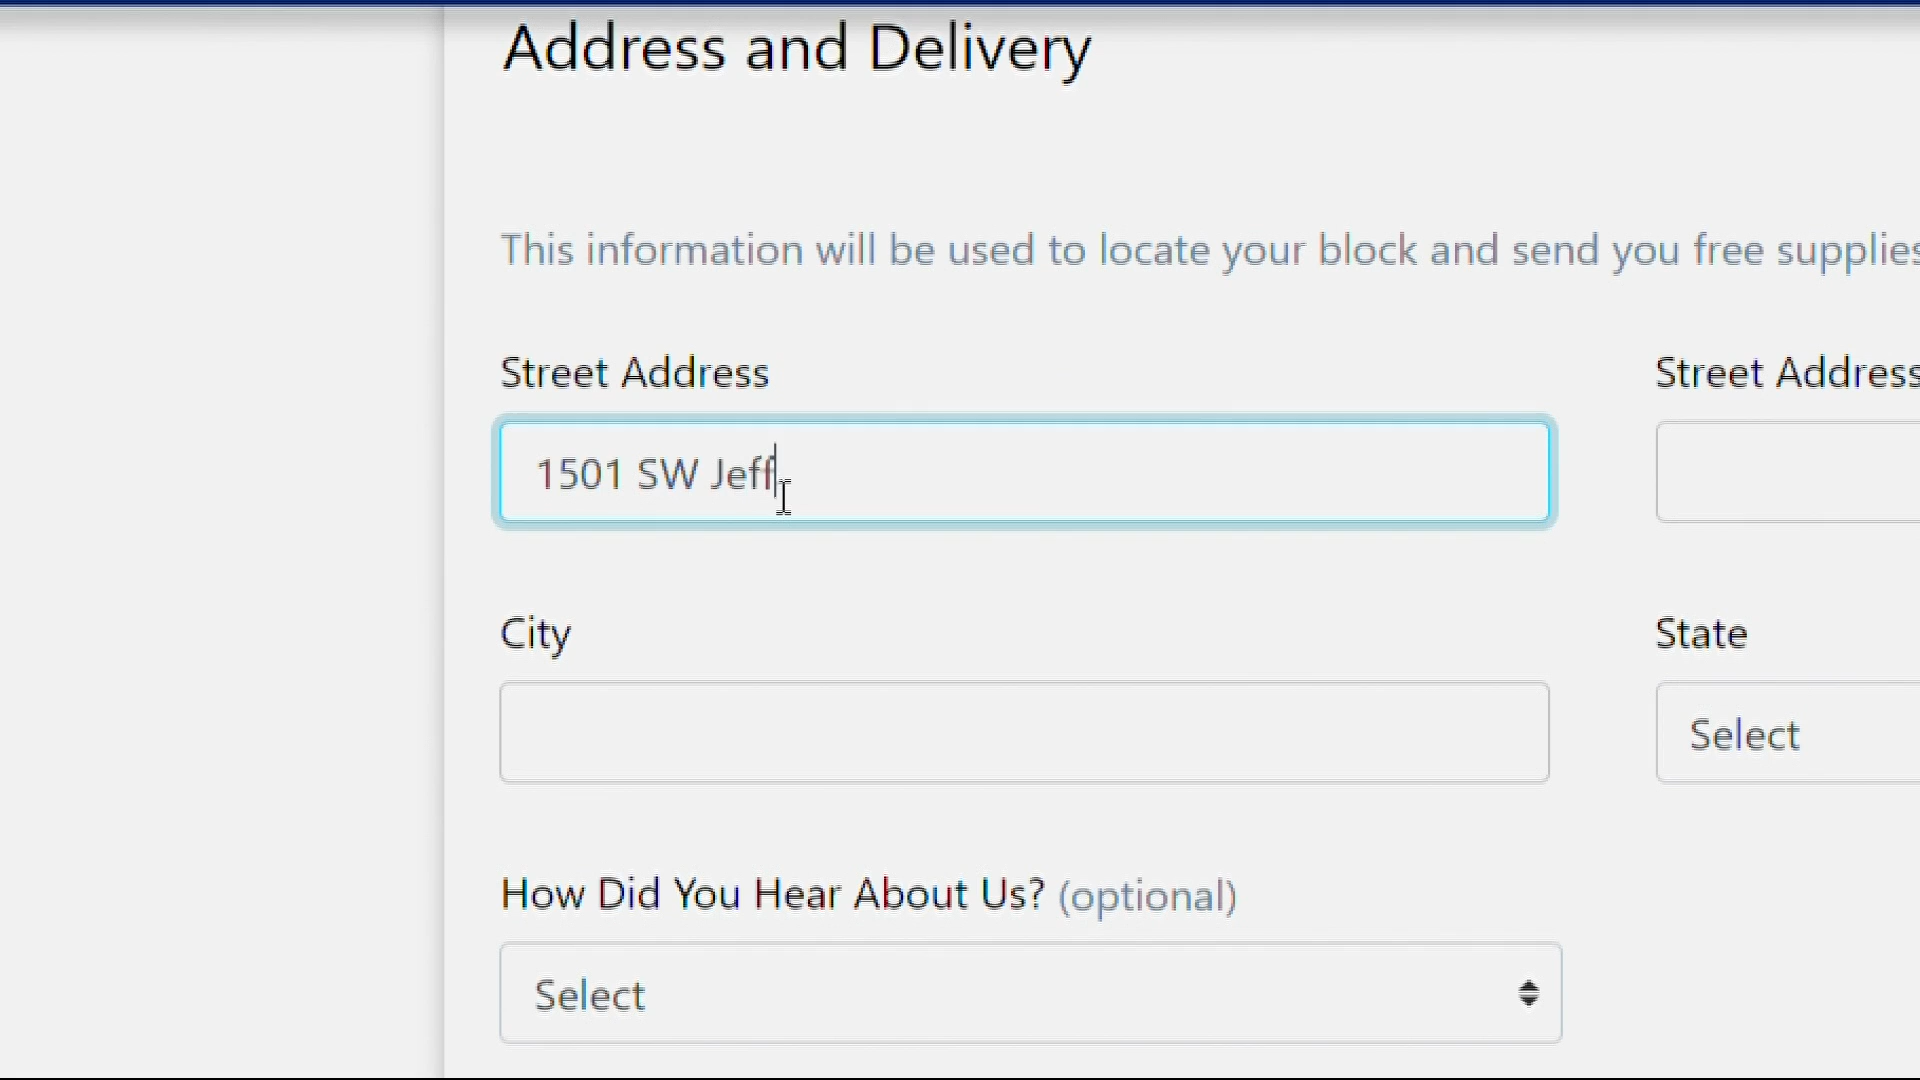 Address and Delivery
This information will be used to locate your block and send you free supplies
Street Address
Street Address
1501 SW Jeff
City
State
Select
How Did You Hear About Us? (optional)
Select